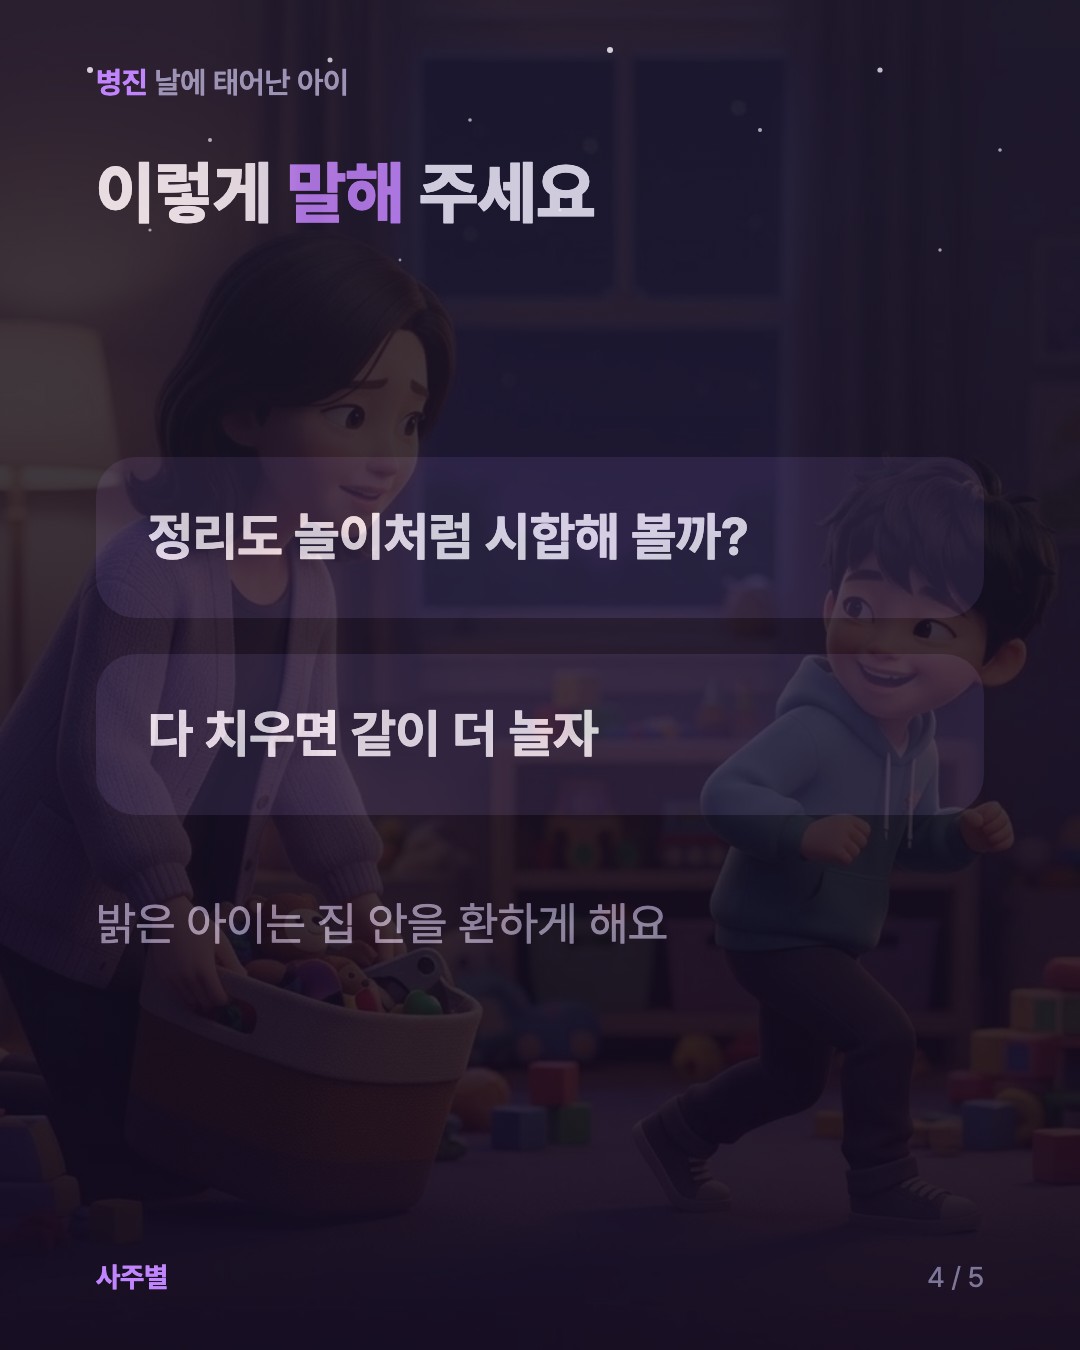 병진 날에 태어난 아이
이렇게 말해 주세요
정리도 놀이처럼 시합해 볼까?
다 치우면 같이 더 놀자
밝은 아이는 집 안을 환하게 해요
사주별
4 / 5